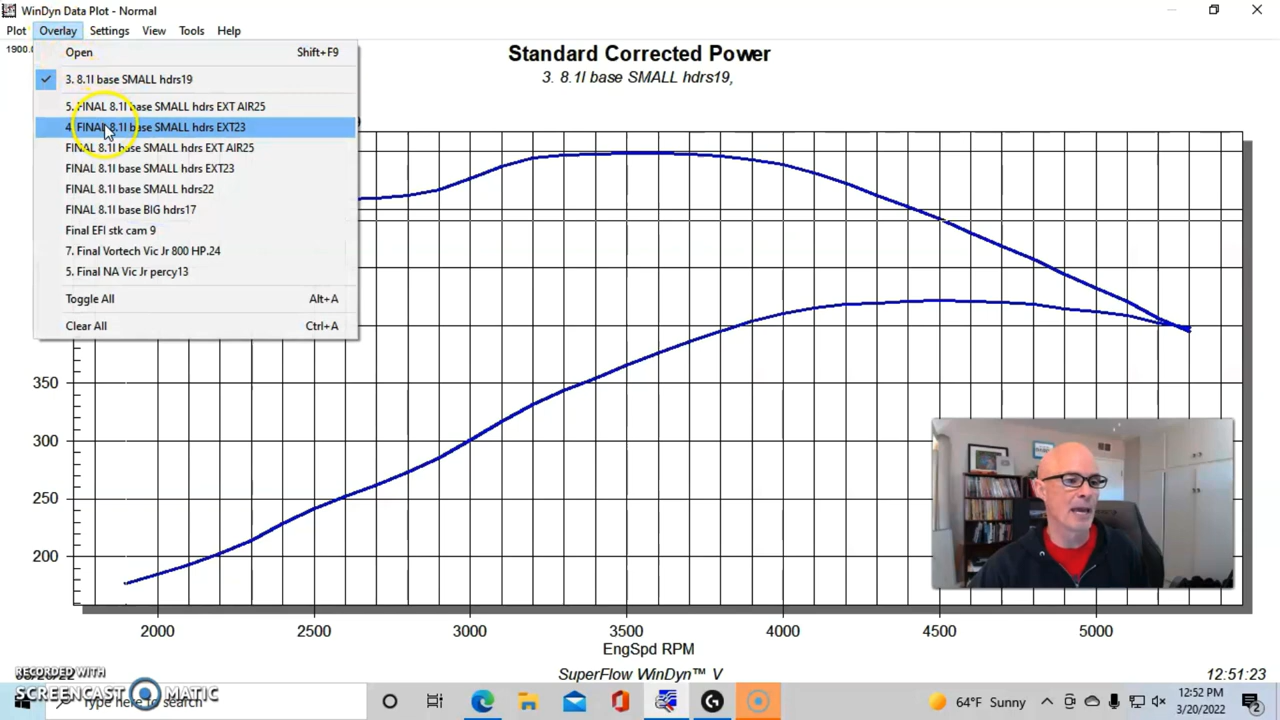 WinDyn Data Plot - Normal
Plot Overlay Settings View Tools Help
1900.
Open Shift+F9
3. 8.1l base SMALL hdrs19
5. FINAL 8.1l base SMALL hdrs EXT AIR25
4. FINAL 8.1l base SMALL hdrs EXT23
FINAL 8.1l base SMALL hdrs EXT AIR25
FINAL 8.1l base SMALL hdrs EXT23
FINAL 8.1l base SMALL hdrs22
FINAL 8.1l base BIG hdrs17
Final EFI stk cam 9
7. Final Vortech Vic Jr 800 HP.24
5. Final NA Vic Jr percy13
Toggle All Alt+A
Clear All Ctrl+A
Standard Corrected Power
3. 8.1l base SMALL hdrs19,
350
300
250
200
2000 2500 3000 3500 4000 4500 5000
EngSpd RPM
SuperFlow WinDyn™ V
12:51:23
RECORDED WITH
SCREENCAST MATIC
Type here to search
64°F Sunny
12:52 PM
3/20/2022
2